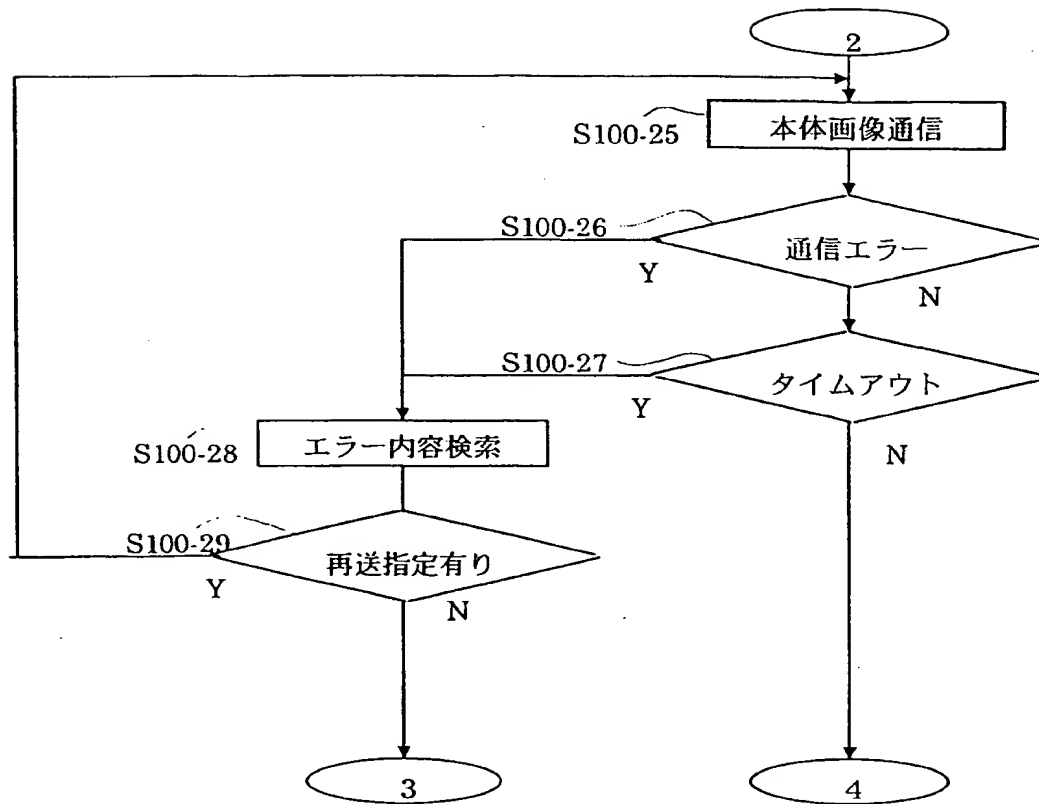 2
S100-25
本体画像通信
S100-26
通信エラー
Y
N
S100-27
タイムアウト
Y
N
S100-28
エラー内容検索
S100-29
再送指定有り
Y
N
3
4